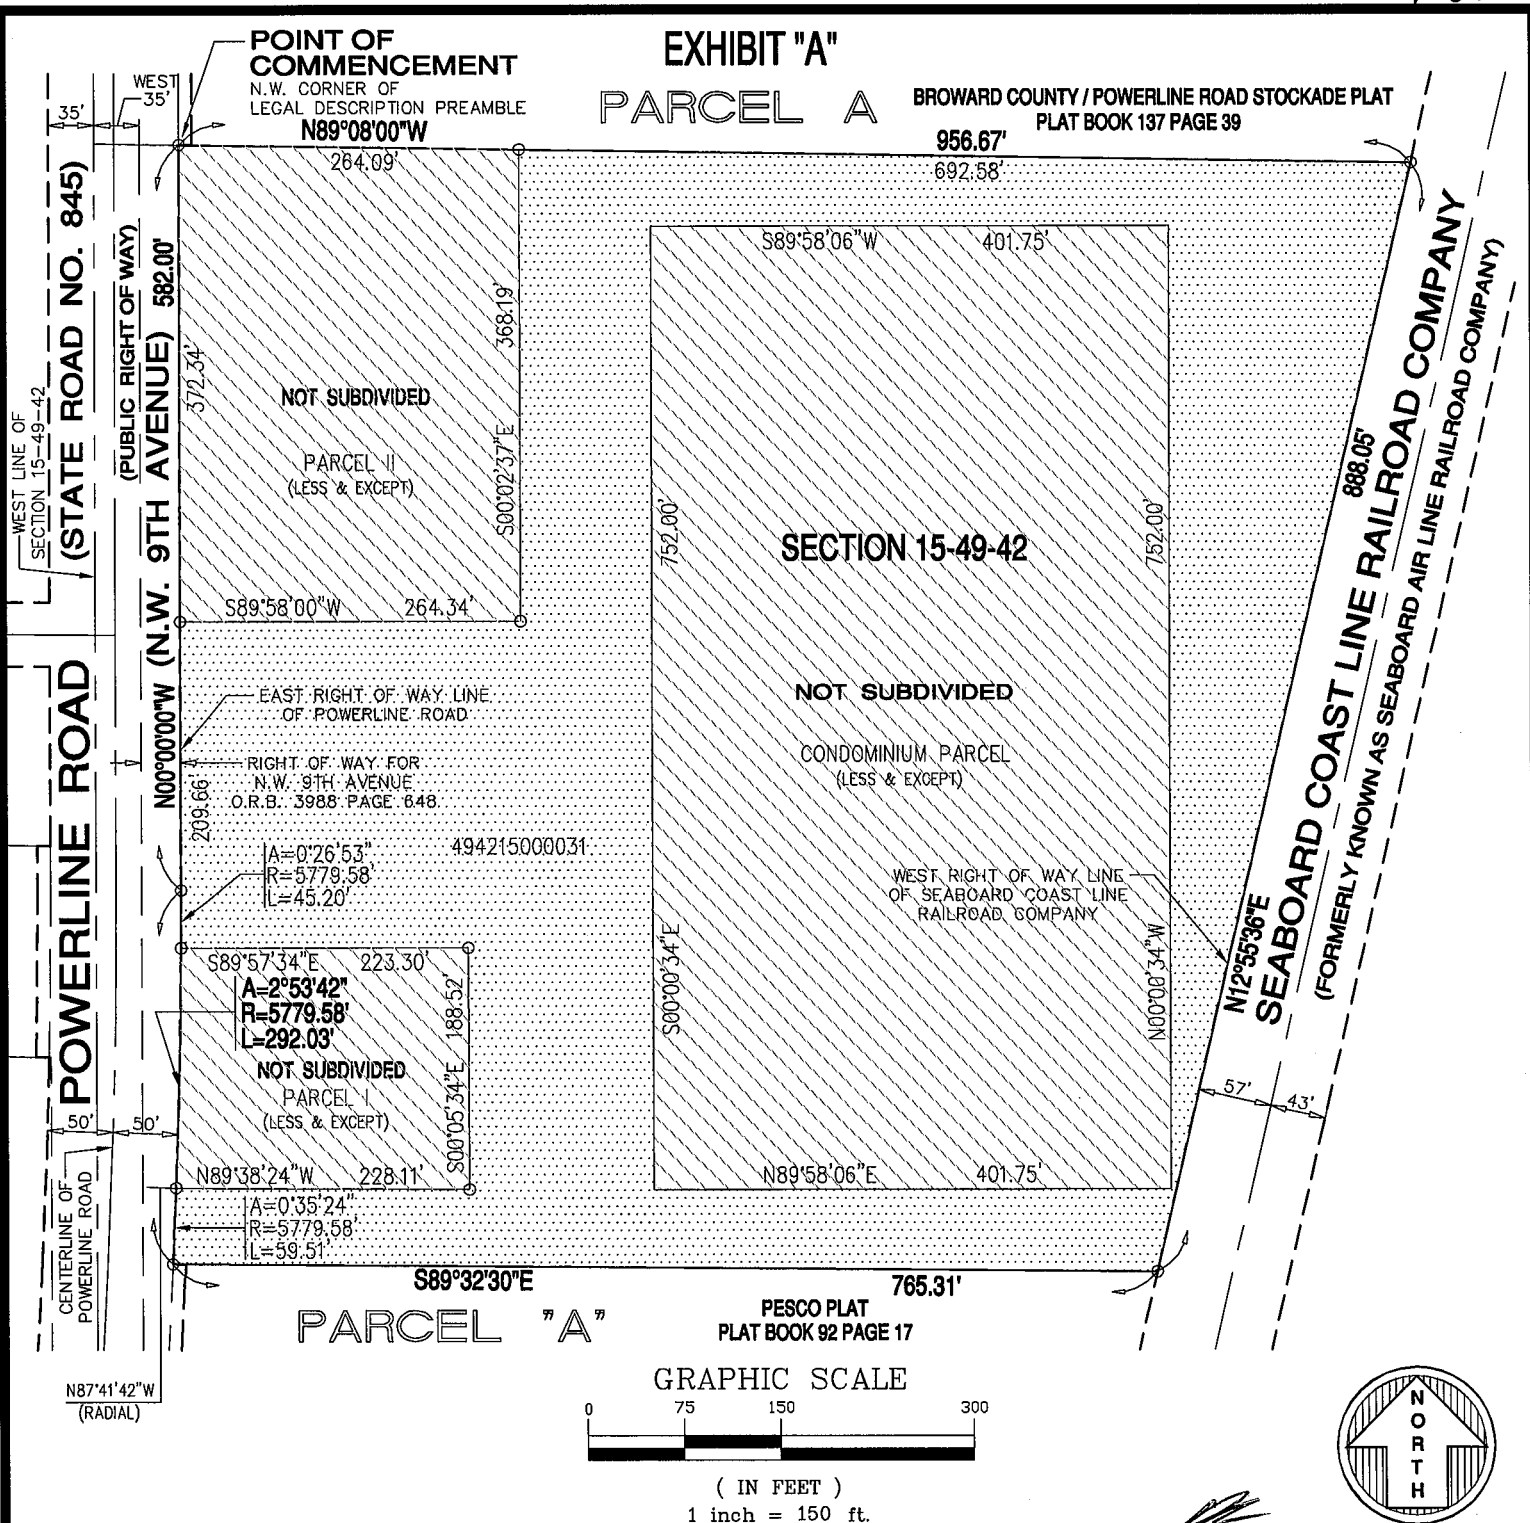 EXHIBIT "A"
POINT OF
COMMENCEMENT
N.W. CORNER OF
LEGAL DESCRIPTION PREAMBLE
N89°08'00"W
264.09'
PARCEL A
BROWARD COUNTY / POWERLINE ROAD STOCKADE PLAT
PLAT BOOK 137 PAGE 39
956.67'
692.58'
WEST
35'
35'
WEST LINE OF
SECTION 15-49-42
POWERLINE ROAD (STATE ROAD NO. 845)
(PUBLIC RIGHT OF WAY)
N0°00'00"W (N.W. 9TH AVENUE) 582.00'
372.34'
NOT SUBDIVIDED
PARCEL II
(LESS & EXCEPT)
S00°02'37"E 368.19'
S89°58'00"W 264.34'
S89°58'06"W 401.75'
752.00'
S00°00'34"E
SECTION 15-49-42
NOT SUBDIVIDED
CONDOMINIUM PARCEL
(LESS & EXCEPT)
752.00'
N00°00'34"W
N89°58'06"E 401.75'
WEST RIGHT OF WAY LINE
OF SEABOARD COAST LINE
RAILROAD COMPANY
888.05'
N12°55'36"E
SEABOARD COAST LINE RAILROAD COMPANY
(FORMERLY KNOWN AS SEABOARD AIR LINE RAILROAD COMPANY)
57'
43'
EAST RIGHT OF WAY LINE
OF POWERLINE ROAD
RIGHT OF WAY FOR
N.W. 9TH AVENUE
O.R.B. 3988 PAGE 648
209.66'
A=0°26'53"
R=5779.58'
L=45.20'
494215000031
S89°57'34"E 223.30'
A=2°53'42"
R=5779.58'
L=292.03'
NOT SUBDIVIDED
PARCEL I
(LESS & EXCEPT)
S00°05'34"E 188.52'
N89°38'24"W 228.11'
A=0°35'24"
R=5779.58'
L=59.51'
50'
50'
CENTERLINE OF
POWERLINE ROAD
N87°41'42"W
(RADIAL)
S89°32'30"E
765.31'
PARCEL "A"
PESCO PLAT
PLAT BOOK 92 PAGE 17
GRAPHIC SCALE
0 75 150 300
( IN FEET )
1 inch = 150 ft.
NORTH